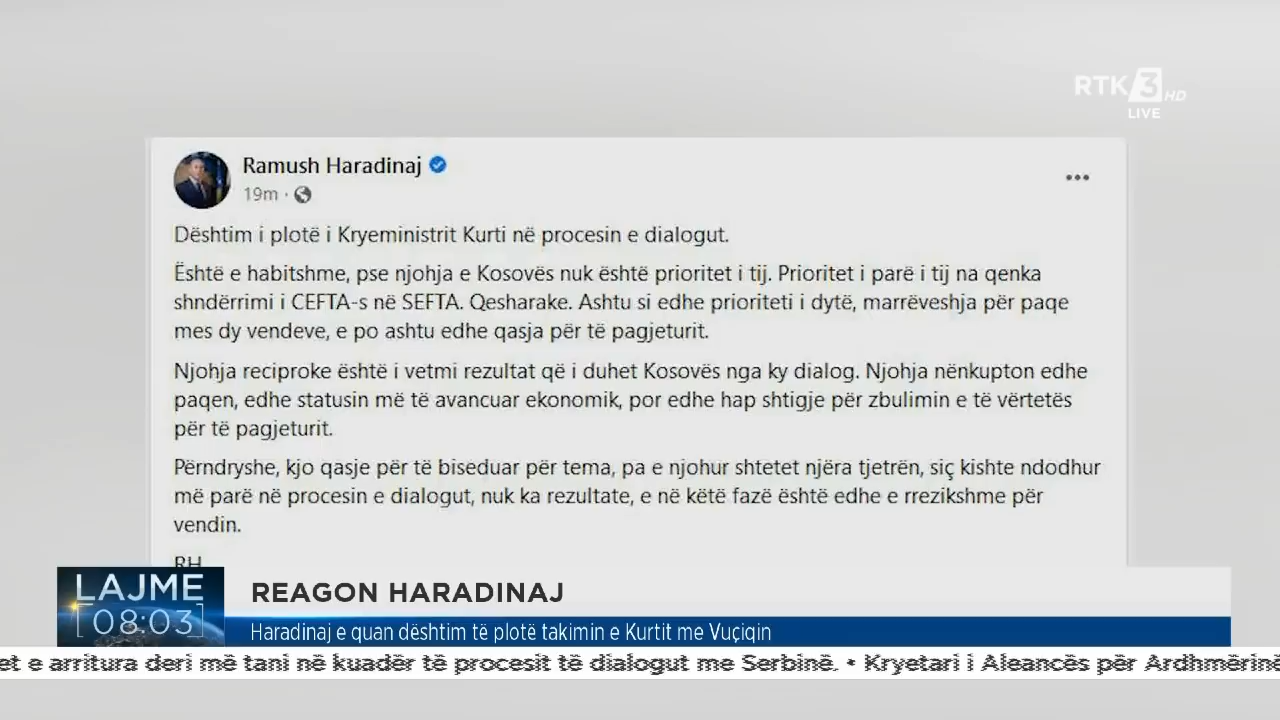 RTK 3 HD
LIVE
Ramush Haradinaj
19m ·
Dështim i plotë i Kryeministrit Kurti në procesin e dialogut.
Është e habitshme, pse njohja e Kosovës nuk është prioritet i tij. Prioritet i parë i tij na qenka
shndërrimi i CEFTA-s në SEFTA. Qesharake. Ashtu si edhe prioriteti i dytë, marrëveshja për paqe
mes dy vendeve, e po ashtu edhe qasja për të pagjeturit.
Njohja reciproke është i vetmi rezultat që i duhet Kosovës nga ky dialog. Njohja nënkupton edhe
paqen, edhe statusin më të avancuar ekonomik, por edhe hap shtigje për zbulimin e të vërtetës
për të pagjeturit.
Përndryshe, kjo qasje për të biseduar për tema, pa e njohur shtetet njëra tjetrën, siç kishte ndodhur
më parë në procesin e dialogut, nuk ka rezultate, e në këtë fazë është edhe e rrezikshme për
vendin.
RH
LAJME
08:03
REAGON HARADINAJ
Haradinaj e quan dështim të plotë takimin e Kurtit me Vuçiqin
et e arritura deri më tani në kuadër të procesit të dialogut me Serbinë. • Kryetari i Aleancës për Ardhmërinë